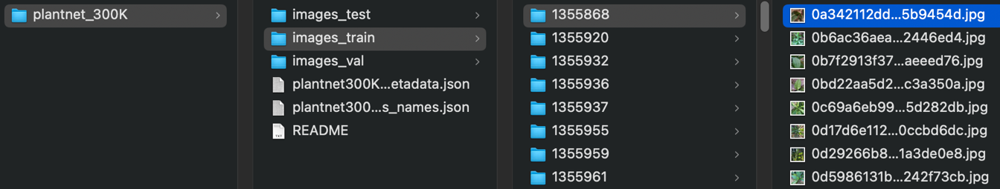 plantnet_300K
images_test
images_train
images_val
plantnet300K...etadata.json
plantnet300...s_names.json
README
TXT
1355868
1355920
1355932
1355936
1355937
1355955
1355959
1355961
0a342112dd...5b9454d.jpg
0b6ac36aea...2446ed4.jpg
0b7f2913f37...aeeed76.jpg
0bd22aa5d2...c3a350a.jpg
0c69a6eb99...5d282db.jpg
0d17d6e112...0ccbd6dc.jpg
0d29266b8...1a3de0e8.jpg
0d5986131b...242f73cb.jpg